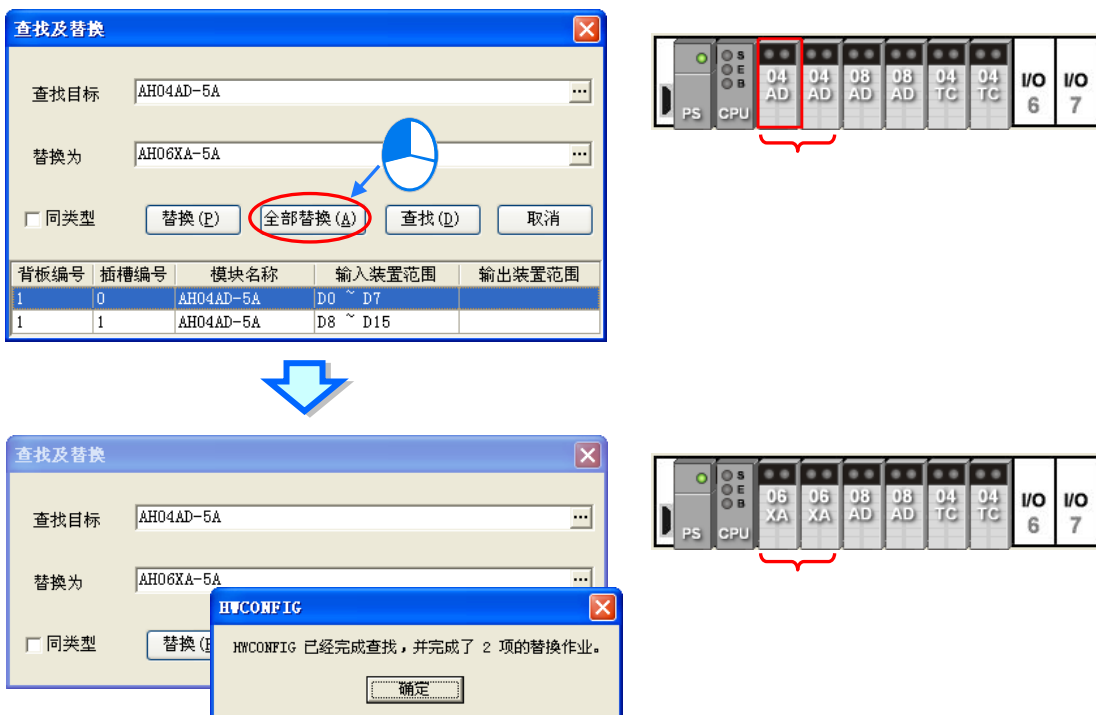 查找及替换
查找目标
AH04AD-5A
...
替换为
AH06XA-5A
...
同类型
替换(P)
全部替换(A)
查找(D)
取消
背板编号 插槽编号 模块名称 输入装置范围 输出装置范围
1 0 AH04AD-5A D0 ~ D7
1 1 AH04AD-5A D8 ~ D15
PS
S
E
B
CPU
04 AD
04 AD
08 AD
08 AD
04 TC
04 TC
I/O 6
I/O 7
查找及替换
查找目标
AH04AD-5A
...
替换为
AH06XA-5A
...
同类型
替换(
HWCONFIG
HWCONFIG 已经完成查找，并完成了 2 项的替换作业。
确定
PS
S
E
B
CPU
06 XA
06 XA
08 AD
08 AD
04 TC
04 TC
I/O 6
I/O 7